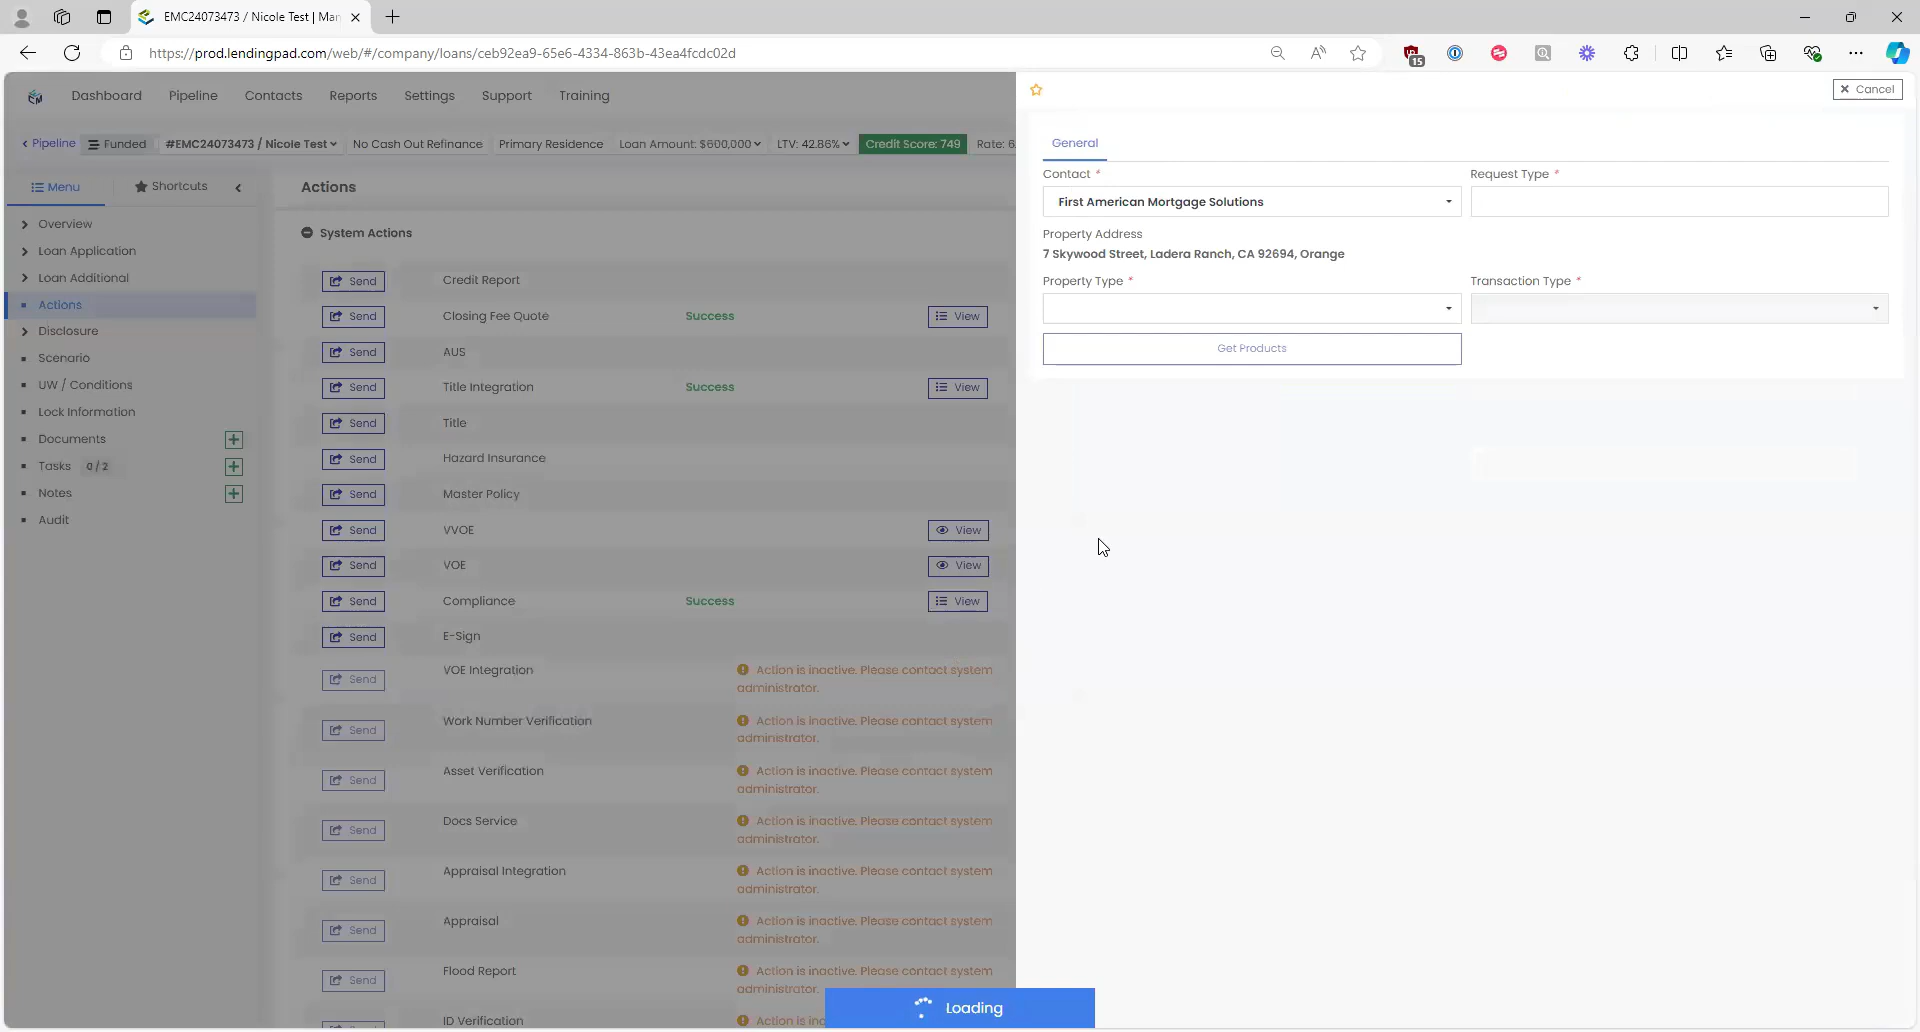 EMC24073473 / Nicole Test | Man
https://prod.lendingpad.com/web/#/company/loans/ceb92ea9-65e6-4334-863b-43ea4fcdc02d
15
Dashboard Pipeline Contacts Reports Settings Support Training
Pipeline Funded #EMC24073473 / Nicole Test No Cash Out Refinance Primary Residence Loan Amount: $600,000 LTV: 42.86% Credit Score: 749 Rate: 6.
Menu Shortcuts
Overview
Loan Application
Loan Additional
Actions
Disclosure
Scenario
UW / Conditions
Lock Information
Documents
Tasks 0 / 2
Notes
Audit
Actions
System Actions
Send Credit Report
Send Closing Fee Quote Success View
Send AUS
Send Title Integration Success View
Send Title
Send Hazard Insurance
Send Master Policy
Send VVOE View
Send VOE View
Send Compliance Success View
Send E-Sign
Send VOE Integration Action is inactive. Please contact system
administrator.
Send Work Number Verification Action is inactive. Please contact system
administrator.
Send Asset Verification Action is inactive. Please contact system
administrator.
Send Docs Service Action is inactive. Please contact system
administrator.
Send Appraisal Integration Action is inactive. Please contact system
administrator.
Send Appraisal Action is inactive. Please contact system
administrator.
Send Flood Report Action is inactive. Please contact system
administrator.
ID Verification Action is ina
Cancel
General
Contact * Request Type *
First American Mortgage Solutions
Property Address
7 Skywood Street, Ladera Ranch, CA 92694, Orange
Property Type * Transaction Type *
Get Products
Loading